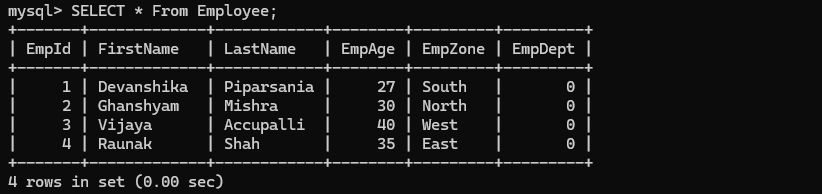 mysql> SELECT * From Employee;
+-------+------------+------------+--------+---------+---------+
| EmpId | FirstName  | LastName   | EmpAge | EmpZone | EmpDept |
+-------+------------+------------+--------+---------+---------+
|     1 | Devanshika | Piparsania |     27 | South   |       0 |
|     2 | Ghanshyam  | Mishra     |     30 | North   |       0 |
|     3 | Vijaya     | Accupalli  |     40 | West    |       0 |
|     4 | Raunak     | Shah       |     35 | East    |       0 |
+-------+------------+------------+--------+---------+---------+
4 rows in set (0.00 sec)